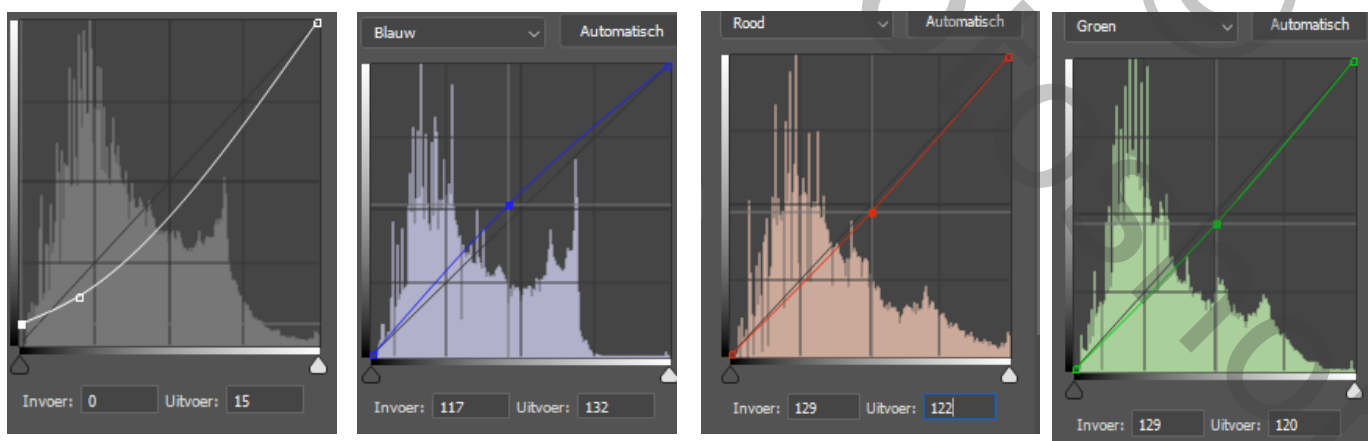 Invoer: 0 Uitvoer: 15
Blauw Automatisch
Invoer: 117 Uitvoer: 132
Rood Automatisch
Invoer: 129 Uitvoer: 122
Groen Automatisch
Invoer: 129 Uitvoer: 120